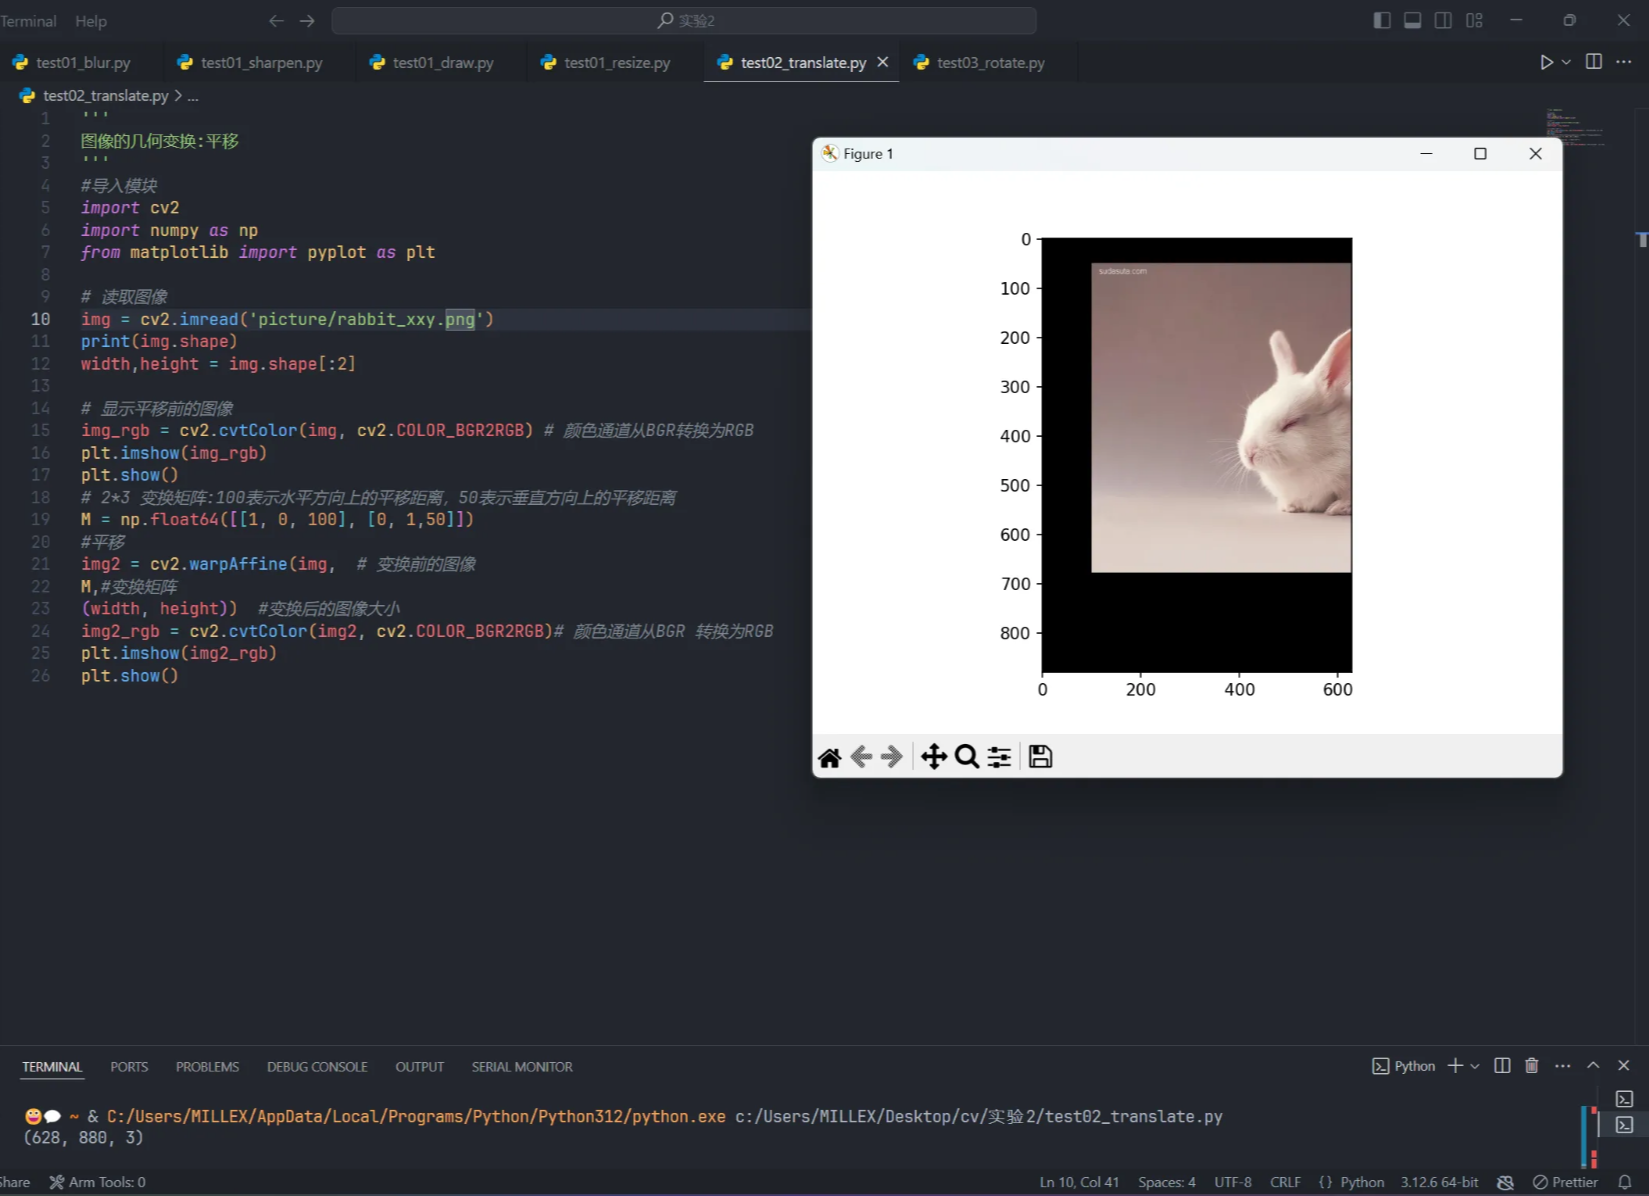 Terminal Help 实验2
test01_blur.py test01_sharpen.py test01_draw.py test01_resize.py test02_translate.py test03_rotate.py
test02_translate.py > ...
1 '''
2 图像的几何变换:平移
3 '''
4 #导入模块
5 import cv2
6 import numpy as np
7 from matplotlib import pyplot as plt
8
9 # 读取图像
10 img = cv2.imread('picture/rabbit_xxy.png')
11 print(img.shape)
12 width,height = img.shape[:2]
13
14 # 显示平移前的图像
15 img_rgb = cv2.cvtColor(img, cv2.COLOR_BGR2RGB) # 颜色通道从BGR转换为RGB
16 plt.imshow(img_rgb)
17 plt.show()
18 # 2*3 变换矩阵:100表示水平方向上的平移距离, 50表示垂直方向上的平移距离
19 M = np.float64([[1, 0, 100], [0, 1,50]])
20 #平移
21 img2 = cv2.warpAffine(img,  # 变换前的图像
22 M,#变换矩阵
23 (width, height))  #变换后的图像大小
24 img2_rgb = cv2.cvtColor(img2, cv2.COLOR_BGR2RGB)# 颜色通道从BGR 转换为RGB
25 plt.imshow(img2_rgb)
26 plt.show()
Figure 1
0
sudasuta.com
100
200
300
400
500
600
700
800
0 200 400 600
TERMINAL PORTS PROBLEMS DEBUG CONSOLE OUTPUT SERIAL MONITOR Python
~ & C:/Users/MILLEX/AppData/Local/Programs/Python/Python312/python.exe c:/Users/MILLEX/Desktop/cv/实验2/test02_translate.py
(628, 880, 3)
Share Arm Tools: 0 Ln 10, Col 41 Spaces: 4 UTF-8 CRLF {} Python 3.12.6 64-bit Prettier